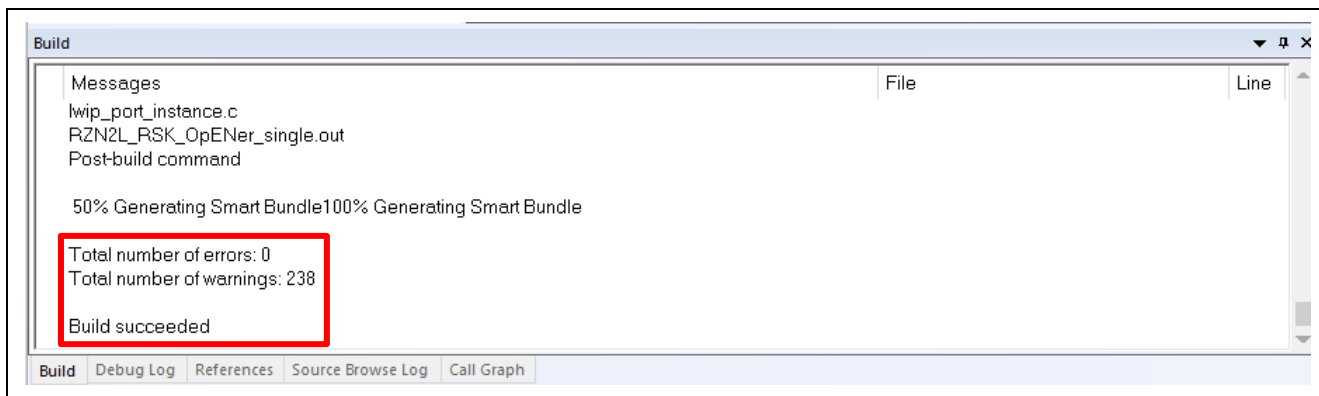 Build
Messages File Line
lwip_port_instance.c
RZN2L_RSK_OpENer_single.out
Post-build command
50% Generating Smart Bundle100% Generating Smart Bundle
Total number of errors: 0
Total number of warnings: 238
Build succeeded
Build Debug Log References Source Browse Log Call Graph